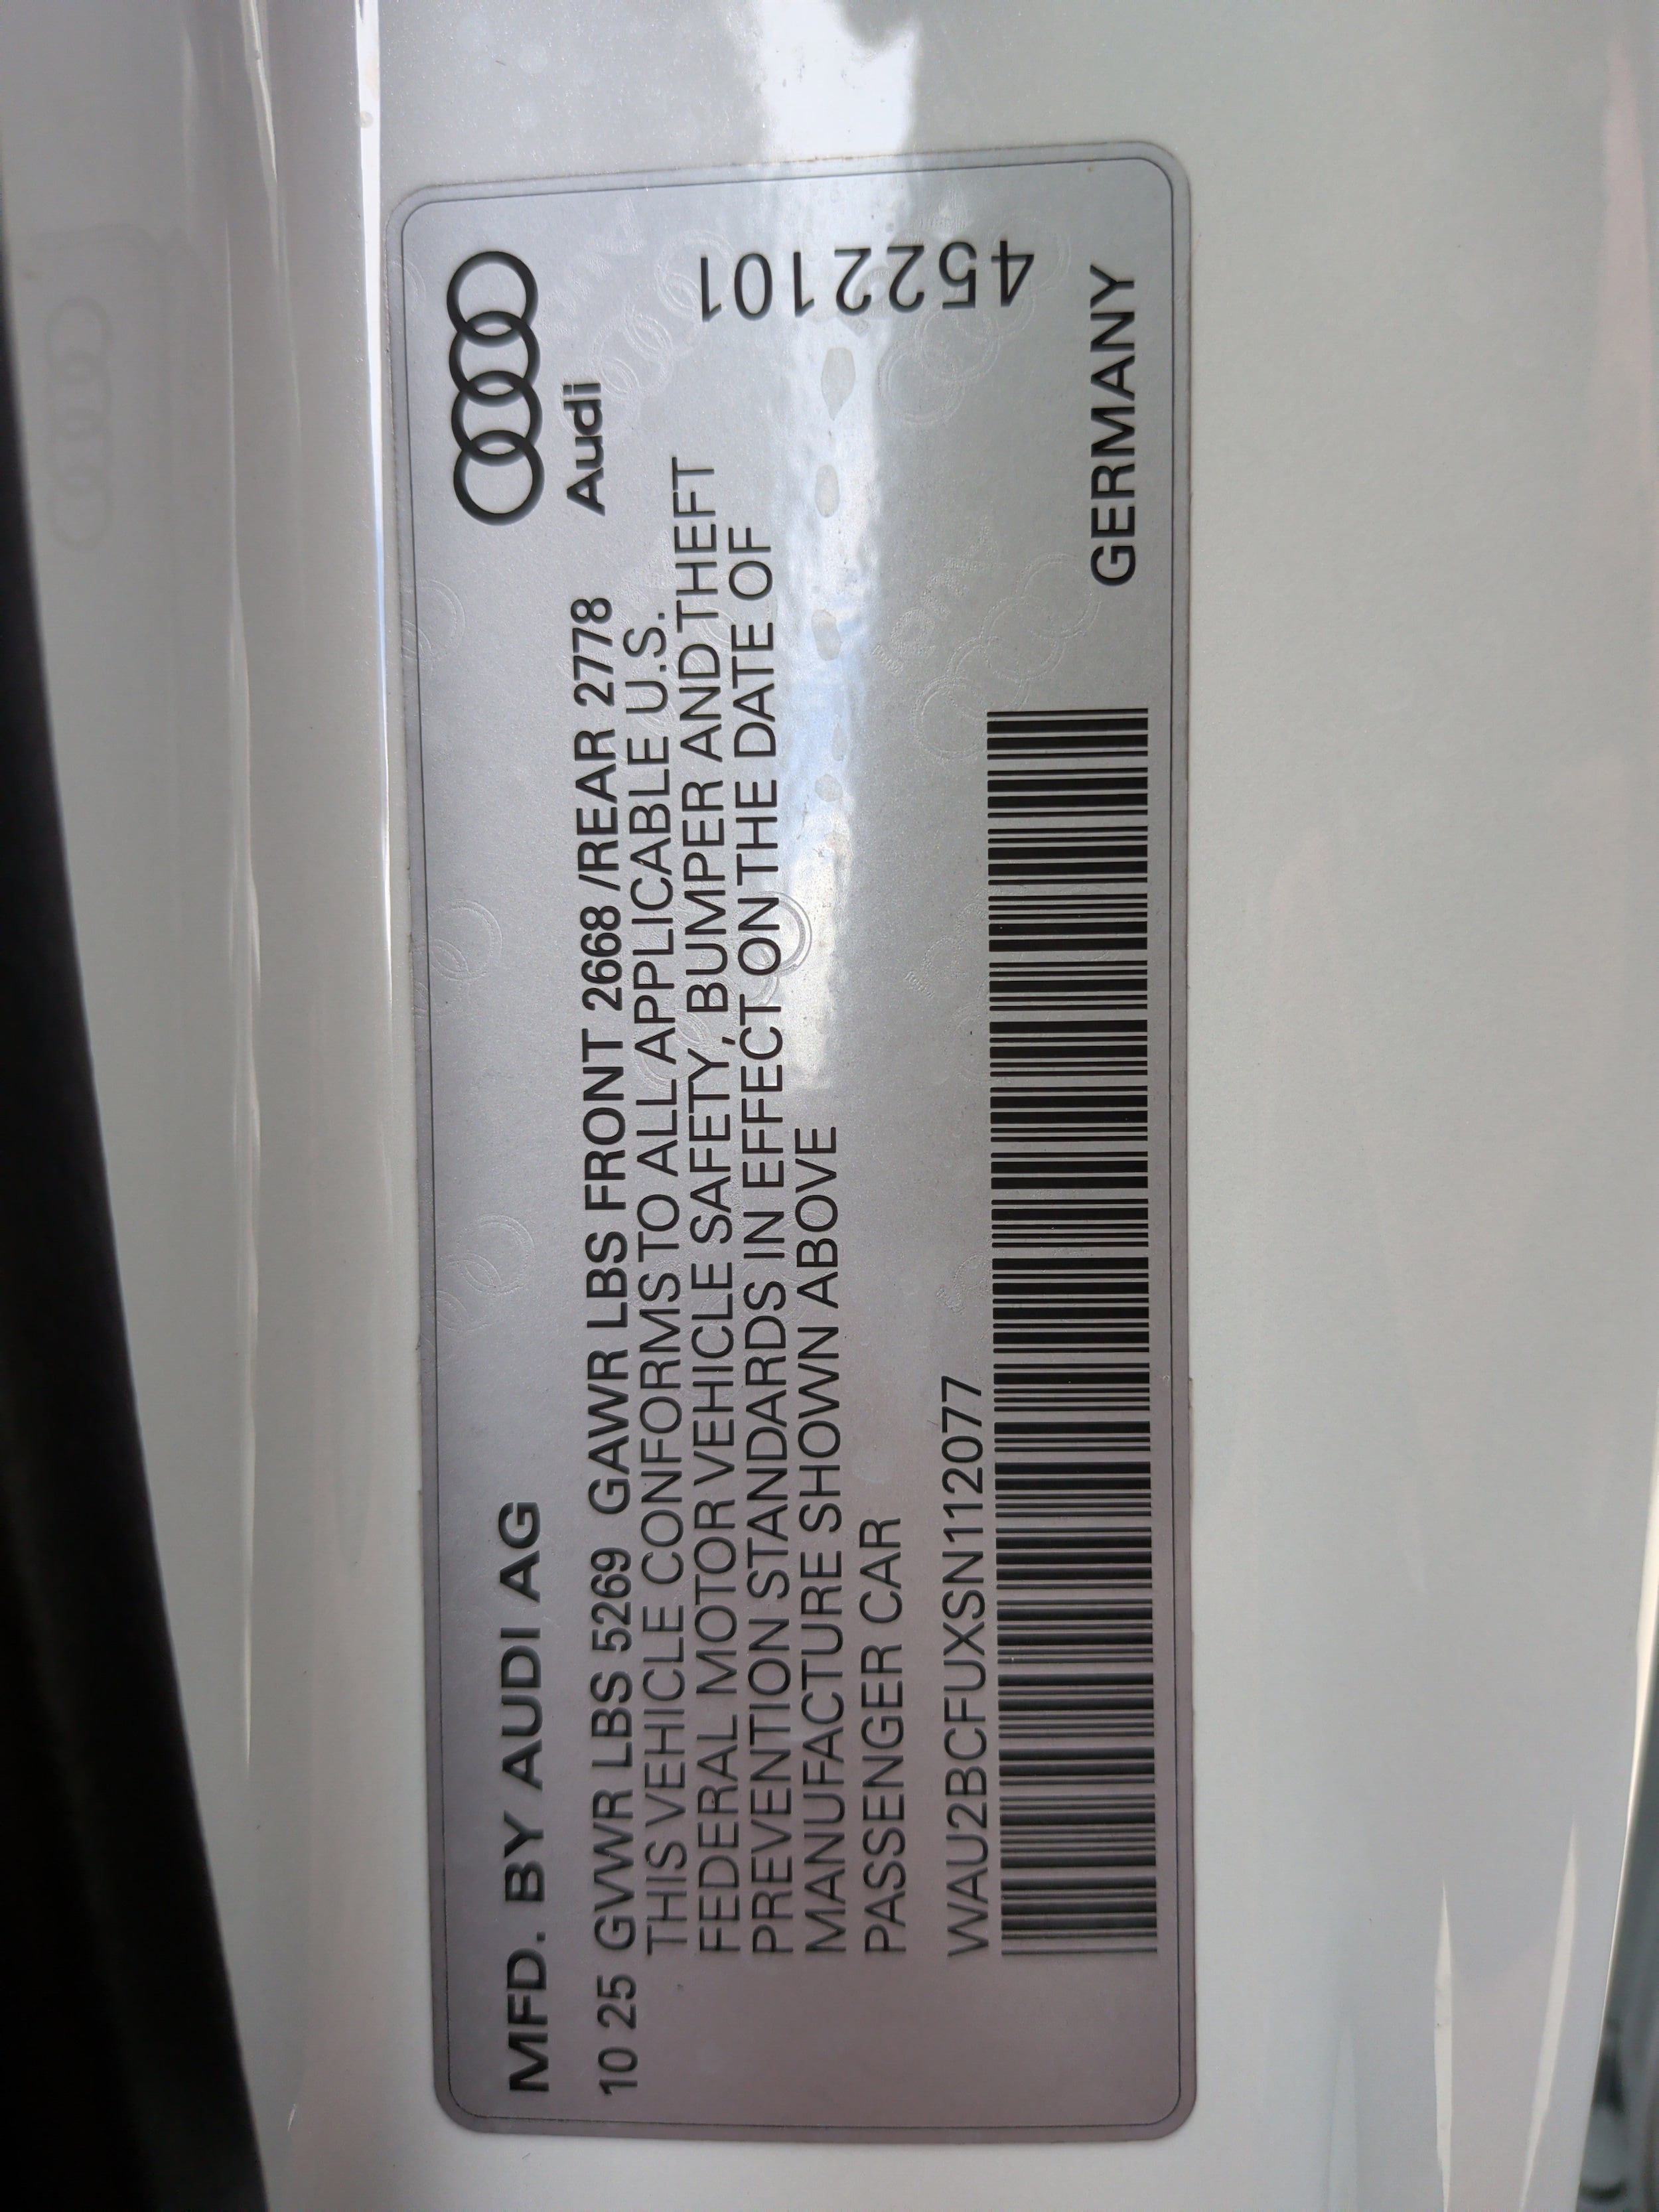 MFD. BY AUDI AG
Audi
10 25 GVWR LBS 5269 GAWR LBS FRONT 2668 /REAR 2778
THIS VEHICLE CONFORMS TO ALL APPLICABLE U.S.
FEDERAL MOTOR VEHICLE SAFETY, BUMPER AND THEFT
PREVENTION STANDARDS IN EFFECT ON THE DATE OF
MANUFACTURE SHOWN ABOVE
PASSENGER CAR
4522101
WAU2BCFUXSN112077
GERMANY